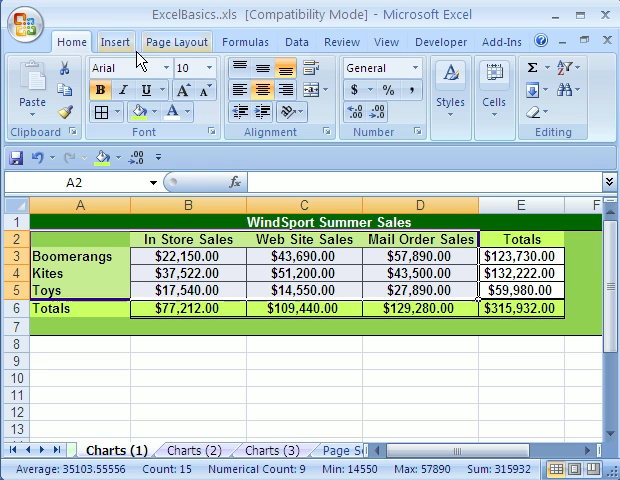 ExcelBasics..xls [Compatibility Mode] - Microsoft Excel
Home Insert Page Layout Formulas Data Review View Developer Add-Ins
Paste Arial 10 General Styles Cells
B I U A A $ % ,
Clipboard Font Alignment Number Editing
A2 fx
A B C D E F
1 WindSport Summer Sales
2 In Store Sales Web Site Sales Mail Order Sales Totals
3 Boomerangs $22,150.00 $43,690.00 $57,890.00 $123,730.00
4 Kites $37,522.00 $51,200.00 $43,500.00 $132,222.00
5 Toys $17,540.00 $14,550.00 $27,890.00 $59,980.00
6 Totals $77,212.00 $109,440.00 $129,280.00 $315,932.00
7
8
9
10
11
12
13
Charts (1) Charts (2) Charts (3) Page S
Average: 35103.55556 Count: 15 Numerical Count: 9 Min: 14550 Max: 57890 Sum: 315932